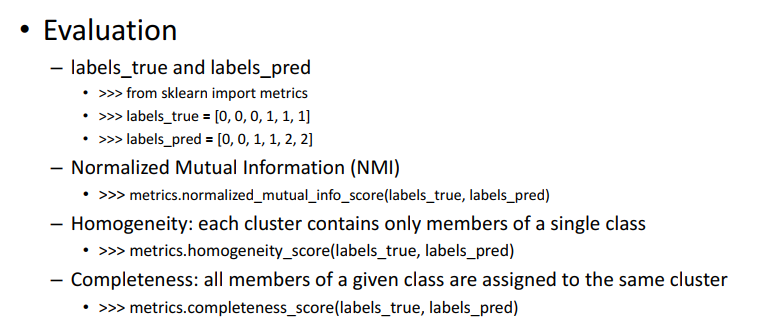 • Evaluation
– labels_true and labels_pred
• >>> from sklearn import metrics
• >>> labels_true = [0, 0, 0, 1, 1, 1]
• >>> labels_pred = [0, 0, 1, 1, 2, 2]
– Normalized Mutual Information (NMI)
• >>> metrics.normalized_mutual_info_score(labels_true, labels_pred)
– Homogeneity: each cluster contains only members of a single class
• >>> metrics.homogeneity_score(labels_true, labels_pred)
– Completeness: all members of a given class are assigned to the same cluster
• >>> metrics.completeness_score(labels_true, labels_pred)